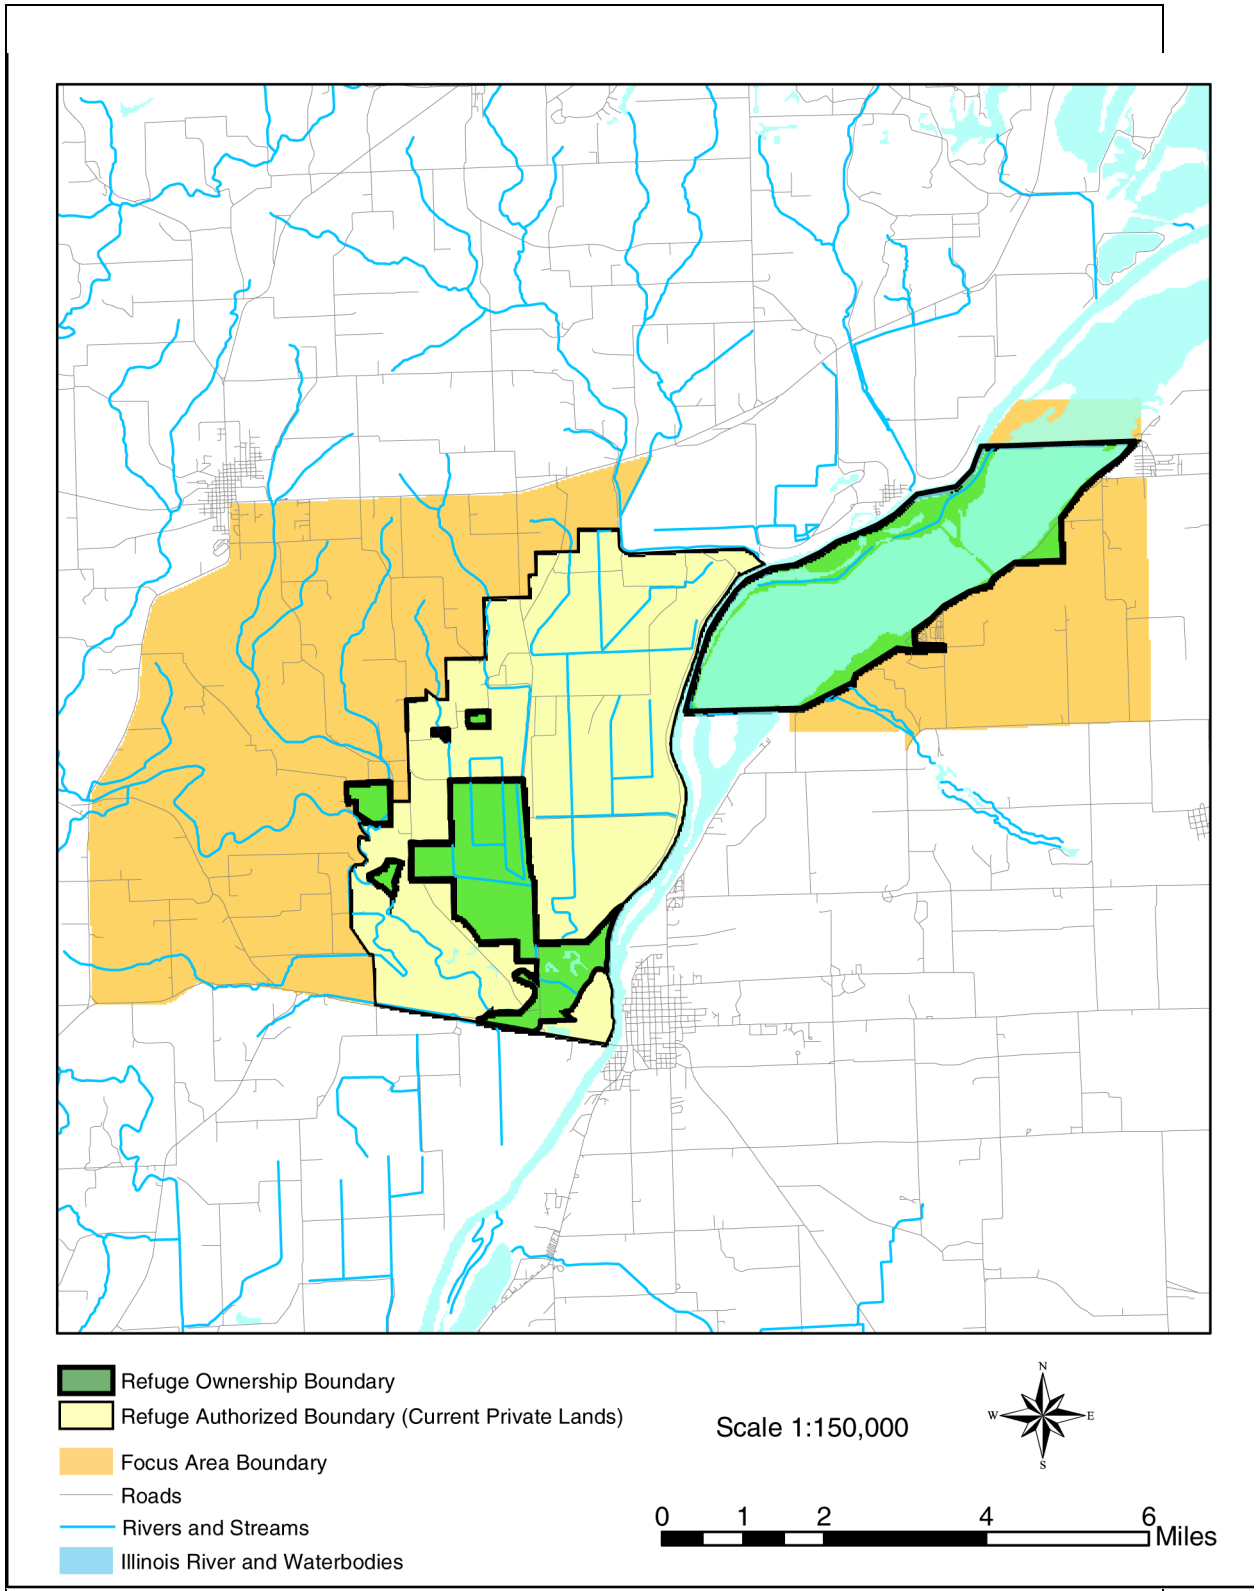 Refuge Ownership Boundary
Refuge Authorized Boundary (Current Private Lands)
Focus Area Boundary
Roads
Rivers and Streams
Illinois River and Waterbodies
Scale 1:150,000
N
W E
S
0 1 2 4 6
Miles